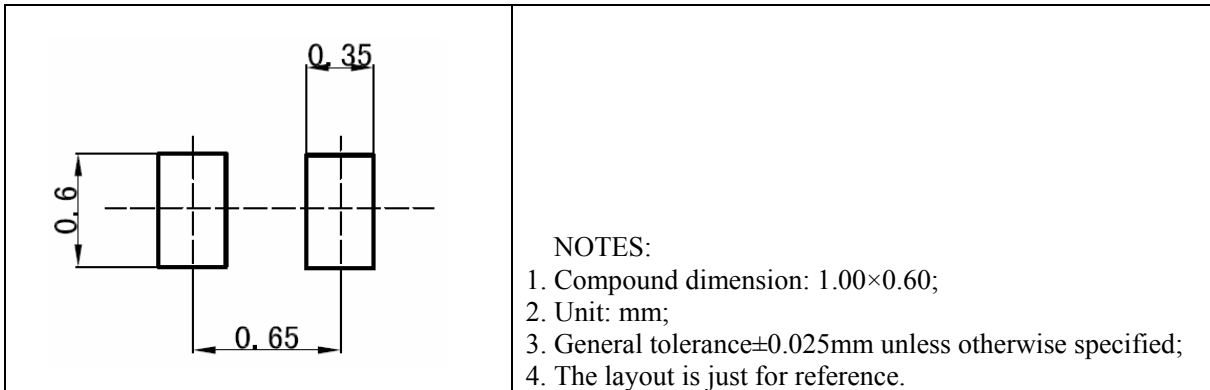 0.35
0.6
0.65
NOTES:
1. Compound dimension: 1.00×0.60;
2. Unit: mm;
3. General tolerance±0.025mm unless otherwise specified;
4. The layout is just for reference.